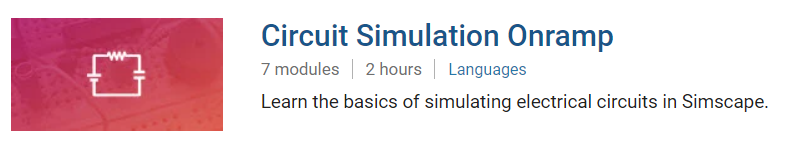 Circuit Simulation Onramp
7 modules | 2 hours | Languages
Learn the basics of simulating electrical circuits in Simscape.